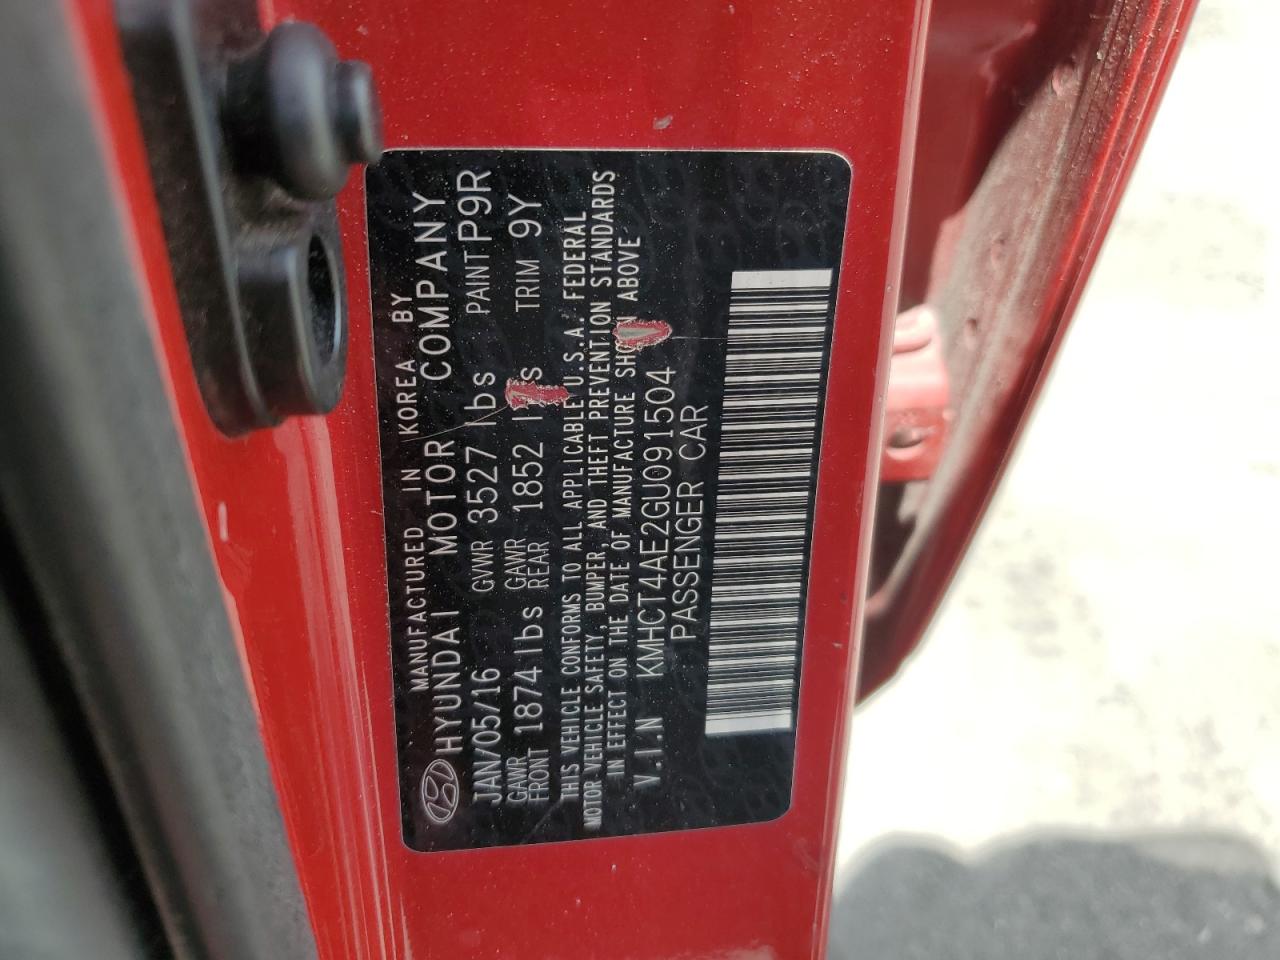 MANUFACTURED IN KOREA BY
HYUNDAI MOTOR COMPANY
JAN/05/16 GVWR 3527 lbs PAINT P9R
GAWR FRONT 1874 lbs GAWR REAR 1852 lbs TRIM 9Y
THIS VEHICLE CONFORMS TO ALL APPLICABLE U.S.A. FEDERAL
MOTOR VEHICLE SAFETY, BUMPER, AND THEFT PREVENTION STANDARDS
IN EFFECT ON THE DATE OF MANUFACTURE SHOWN ABOVE
V.I.N KMHCT4AE2GU091504
PASSENGER CAR